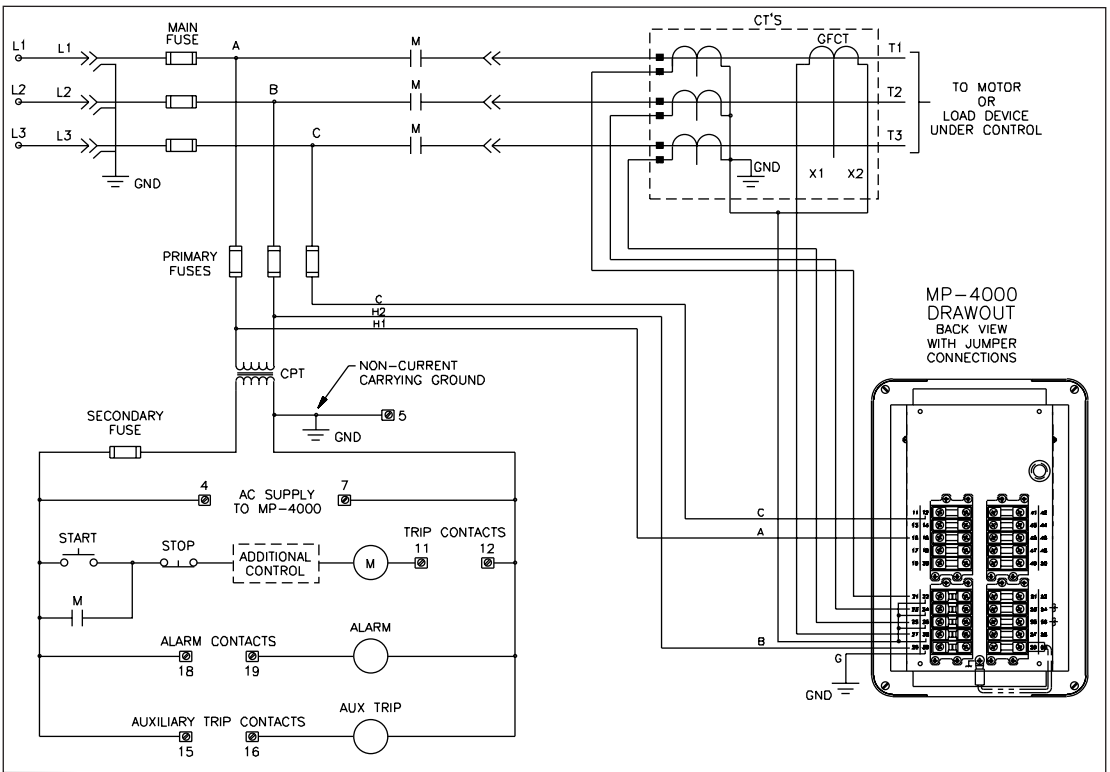 CT'S
MAIN
FUSE
A
M
GFCT
L1
L1
T1
L2
L2
B
M
T2
TO MOTOR
OR
LOAD DEVICE
UNDER CONTROL
L3
L3
C
M
T3
GND
GND
X1 X2
PRIMARY
FUSES
C
H2
H1
MP-4000
DRAWOUT
BACK VIEW
WITH JUMPER
CONNECTIONS
CPT
NON-CURRENT
CARRYING GROUND
5
GND
SECONDARY
FUSE
4
AC SUPPLY
TO MP-4000
7
C
A
START
STOP
ADDITIONAL
CONTROL
M
TRIP CONTACTS
11 12
M
ALARM CONTACTS
18 19
ALARM
B
G
GND
AUXILIARY TRIP CONTACTS
15 16
AUX TRIP